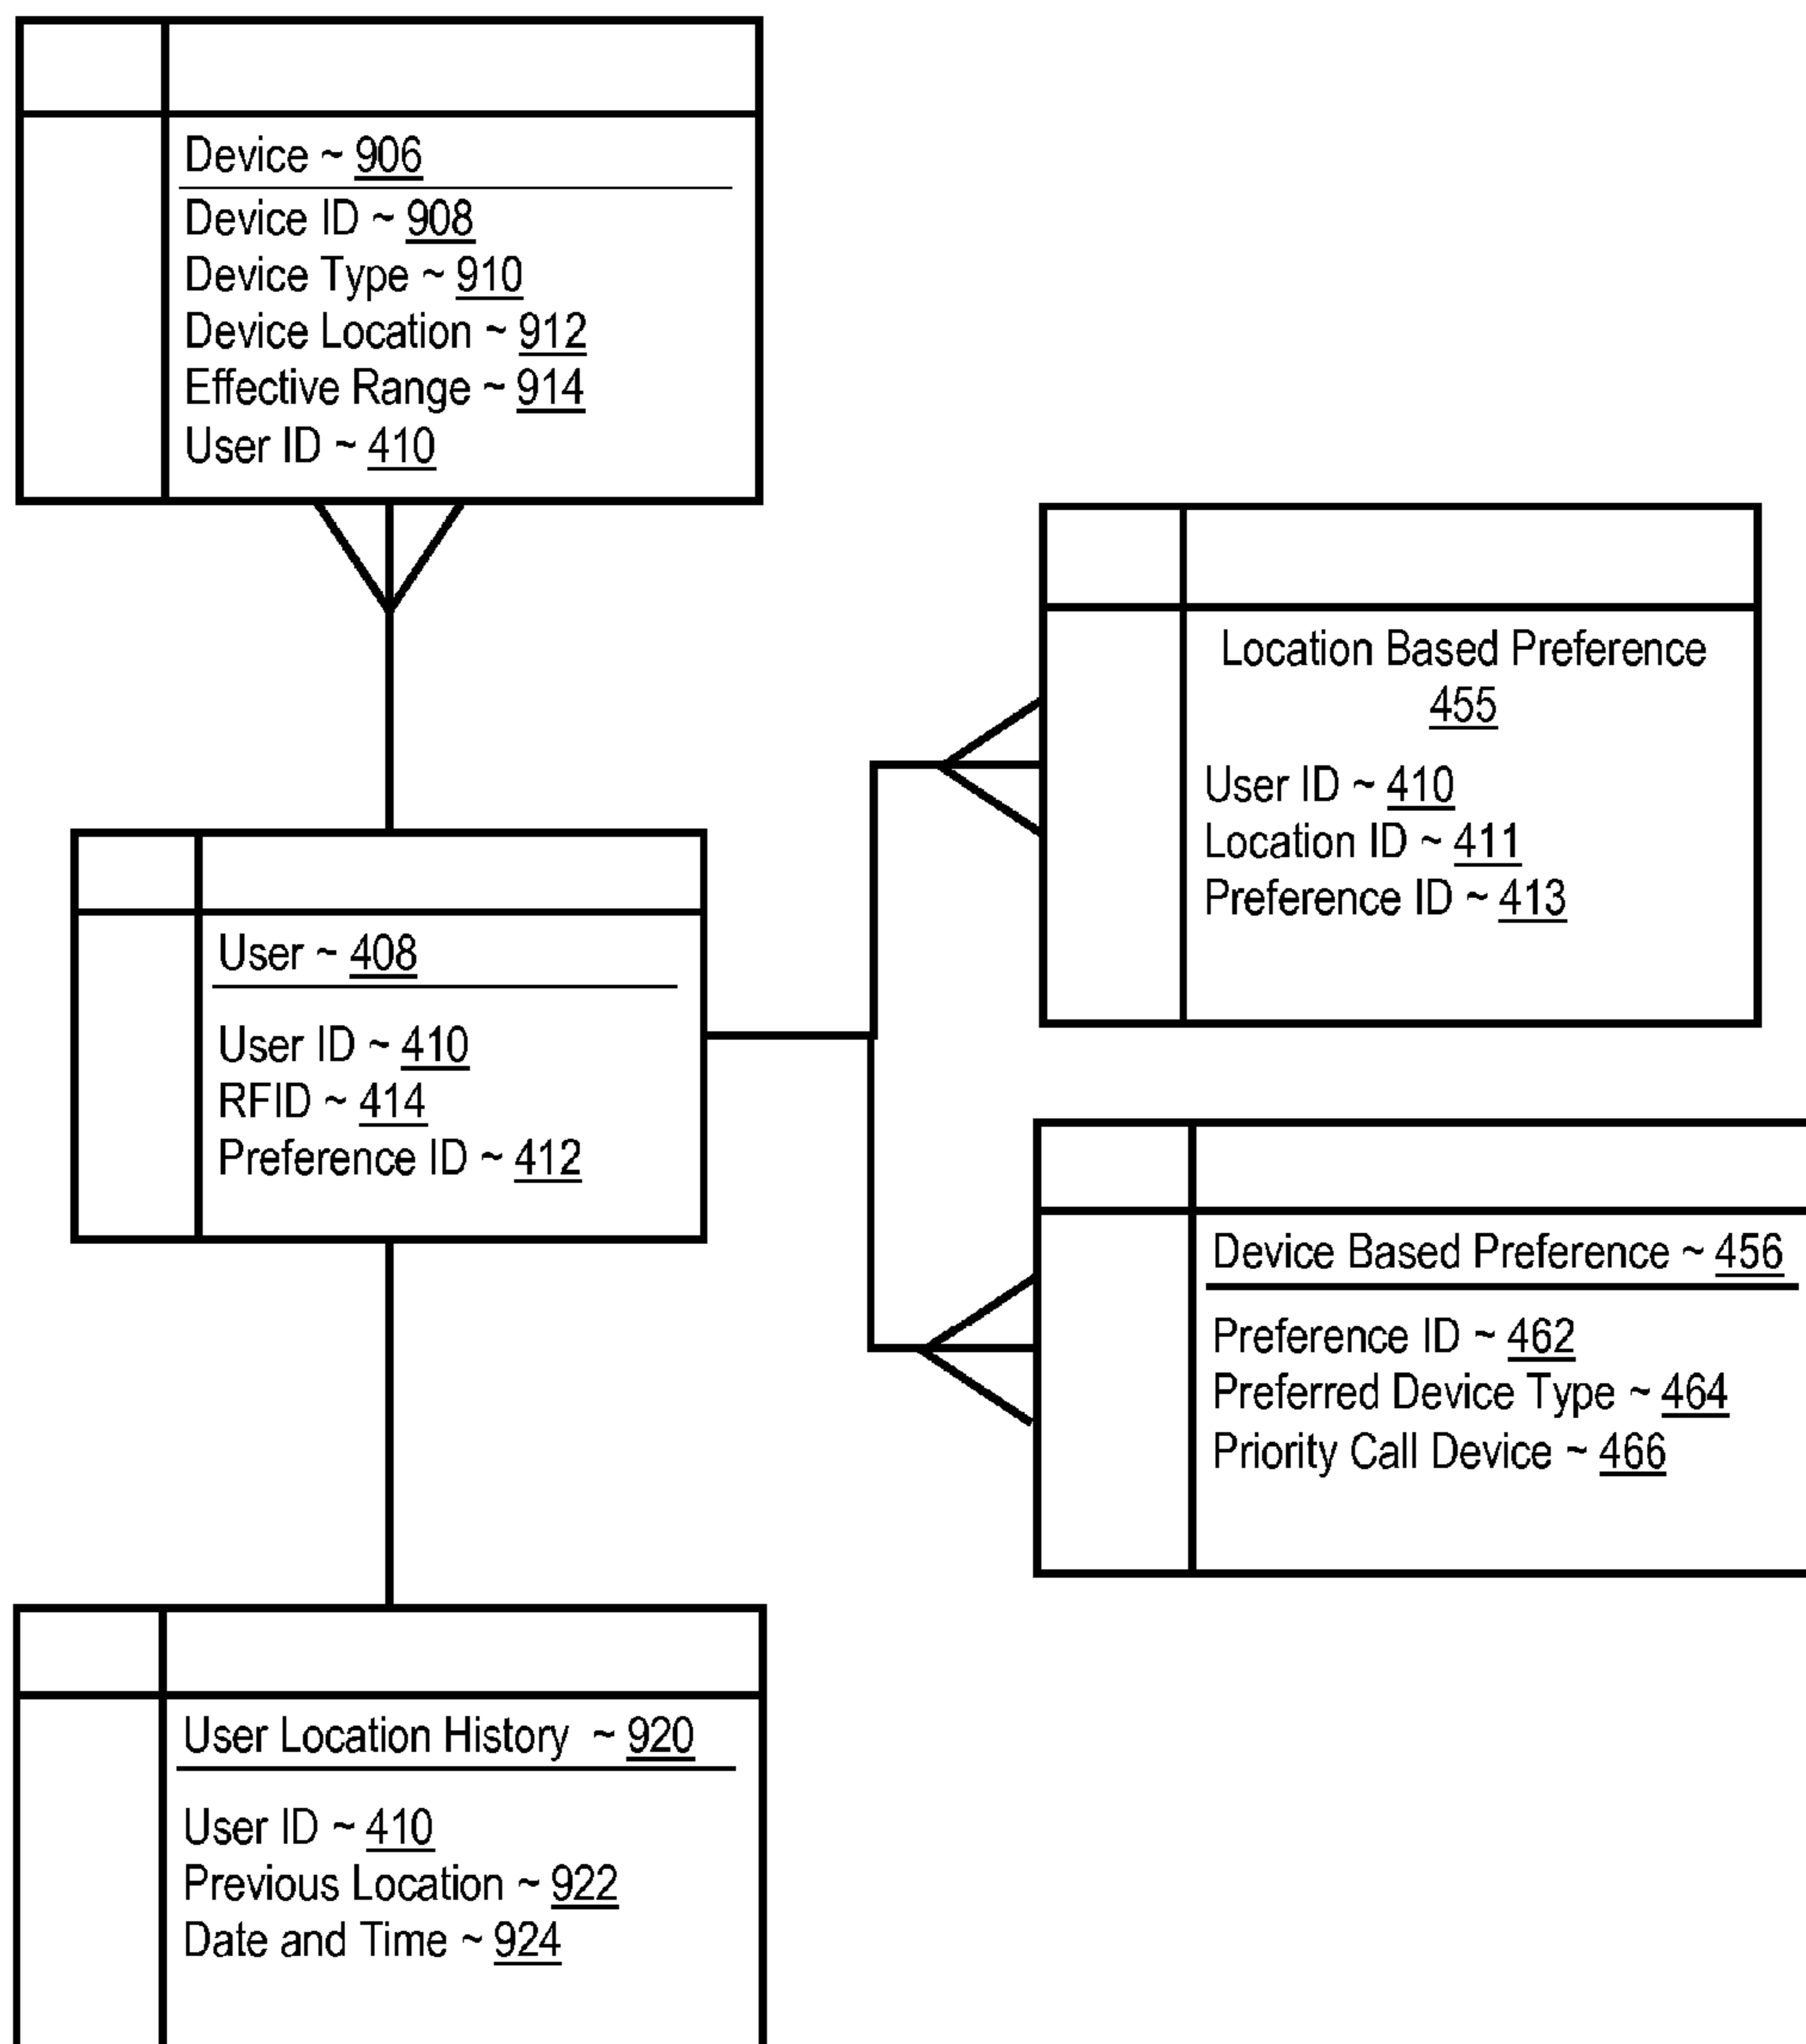 Device ~ 906
Device ID ~ 908
Device Type ~ 910
Device Location ~ 912
Effective Range ~ 914
User ID ~ 410
Location Based Preference
455
User ID ~ 410
Location ID ~ 411
Preference ID ~ 413
User ~ 408
User ID ~ 410
RFID ~ 414
Preference ID ~ 412
Device Based Preference ~ 456
Preference ID ~ 462
Preferred Device Type ~ 464
Priority Call Device ~ 466
User Location History ~ 920
User ID ~ 410
Previous Location ~ 922
Date and Time ~ 924